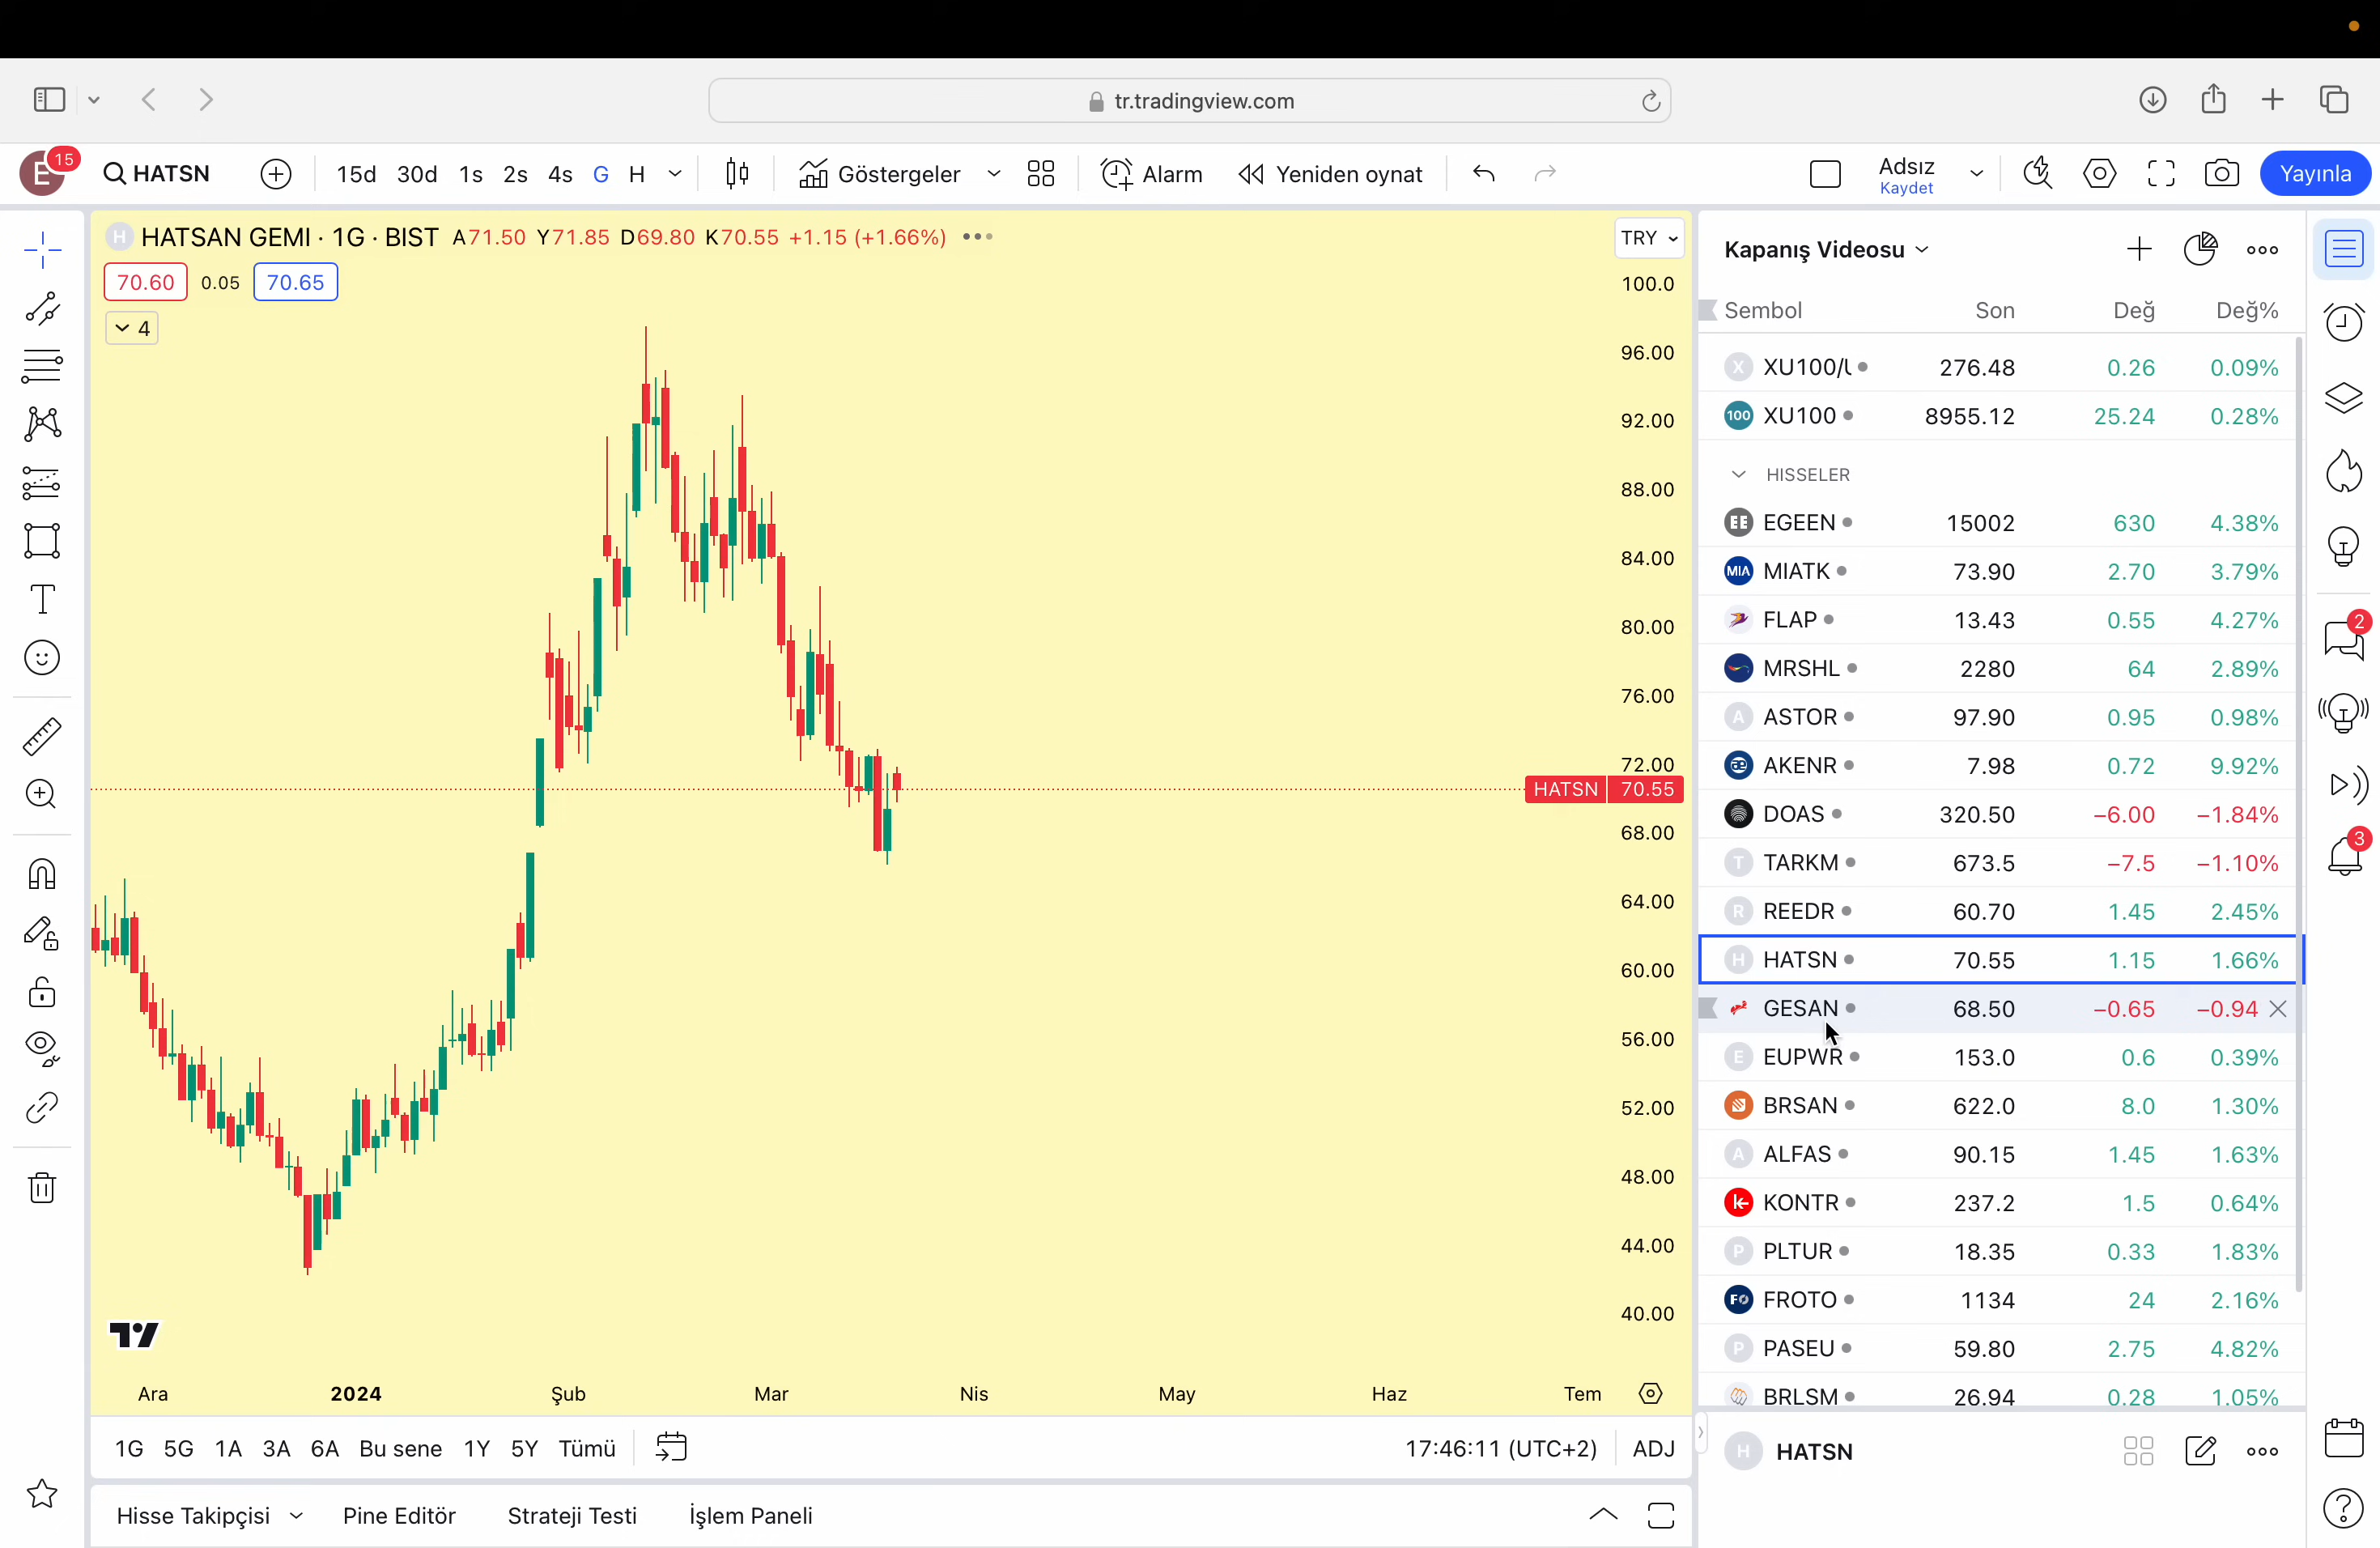 tr.tradingview.com
E 15 HATSN 15d 30d 1s 2s 4s G H Göstergeler Alarm Yeniden oynat Adsız Kaydet Yayınla
H HATSAN GEMI · 1G · BIST A71.50 Y71.85 D69.80 K70.55 +1.15 (+1.66%)
70.60 0.05 70.65
4
TRY
100.0
96.00
92.00
88.00
84.00
80.00
76.00
72.00
HATSN 70.55
68.00
64.00
60.00
56.00
52.00
48.00
44.00
40.00
Ara 2024 Şub Mar Nis May Haz Tem
1G 5G 1A 3A 6A Bu sene 1Y 5Y Tümü 17:46:11 (UTC+2) ADJ
Hisse Takipçisi Pine Editör Strateji Testi İşlem Paneli
Kapanış Videosu
Sembol Son Değ Değ%
X XU100/ 276.48 0.26 0.09%
100 XU100 8955.12 25.24 0.28%
HISSELER
EE EGEEN 15002 630 4.38%
MIA MIATK 73.90 2.70 3.79%
FLAP 13.43 0.55 4.27%
MRSHL 2280 64 2.89%
A ASTOR 97.90 0.95 0.98%
æ AKENR 7.98 0.72 9.92%
DOAS 320.50 −6.00 −1.84%
T TARKM 673.5 −7.5 −1.10%
R REEDR 60.70 1.45 2.45%
H HATSN 70.55 1.15 1.66%
GESAN 68.50 −0.65 −0.94
E EUPWR 153.0 0.6 0.39%
BRSAN 622.0 8.0 1.30%
A ALFAS 90.15 1.45 1.63%
k KONTR 237.2 1.5 0.64%
P PLTUR 18.35 0.33 1.83%
FO FROTO 1134 24 2.16%
P PASEU 59.80 2.75 4.82%
BRLSM 26.94 0.28 1.05%
H HATSN
2
3